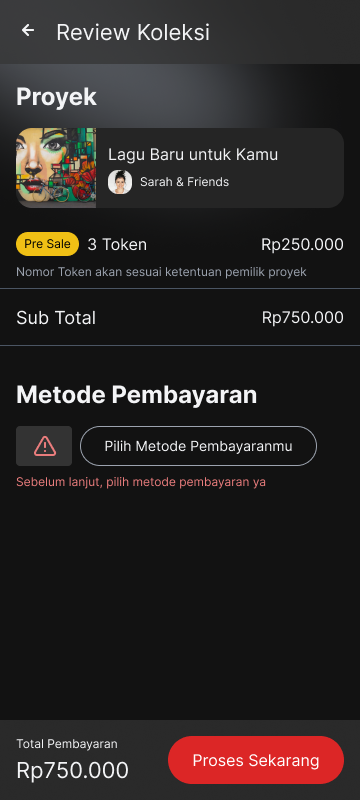 Review Koleksi
Proyek
Lagu Baru untuk Kamu
Sarah & Friends
Pre Sale 3 Token Rp250.000
Nomor Token akan sesuai ketentuan pemilik proyek
Sub Total Rp750.000
Metode Pembayaran
Pilih Metode Pembayaranmu
Sebelum lanjut, pilih metode pembayaran ya
Total Pembayaran
Rp750.000
Proses Sekarang